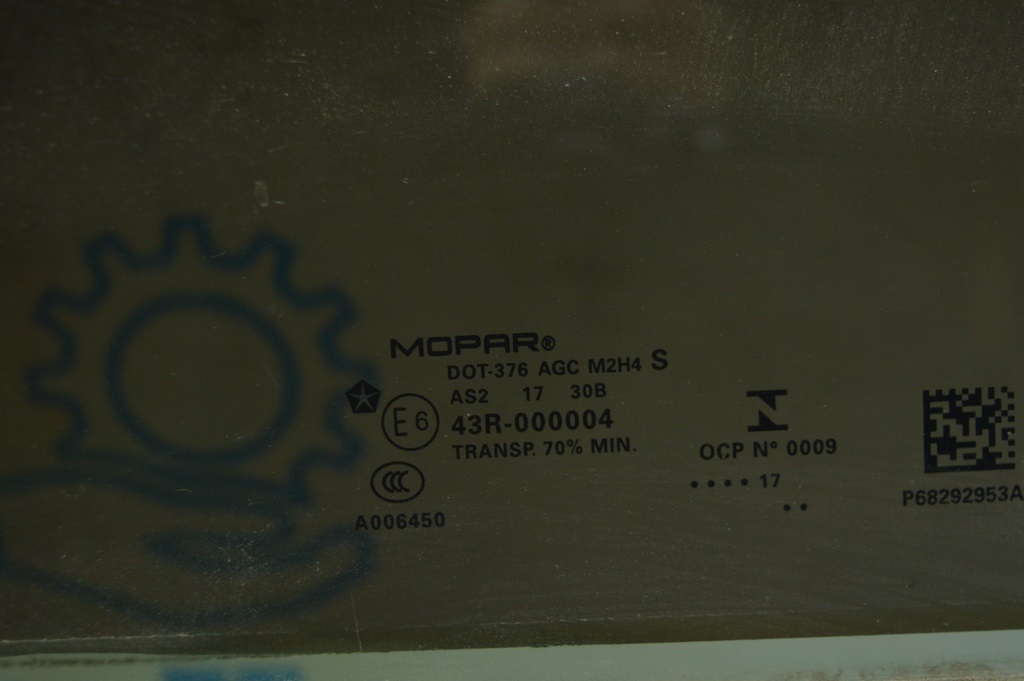 MOPAR®
DOT-376 AGC M2H4 S
AS2 17 30B
E6 43R-000004
TRANSP. 70% MIN.
CCC
A006450
OCP N° 0009
.... 17
..
P68292953A